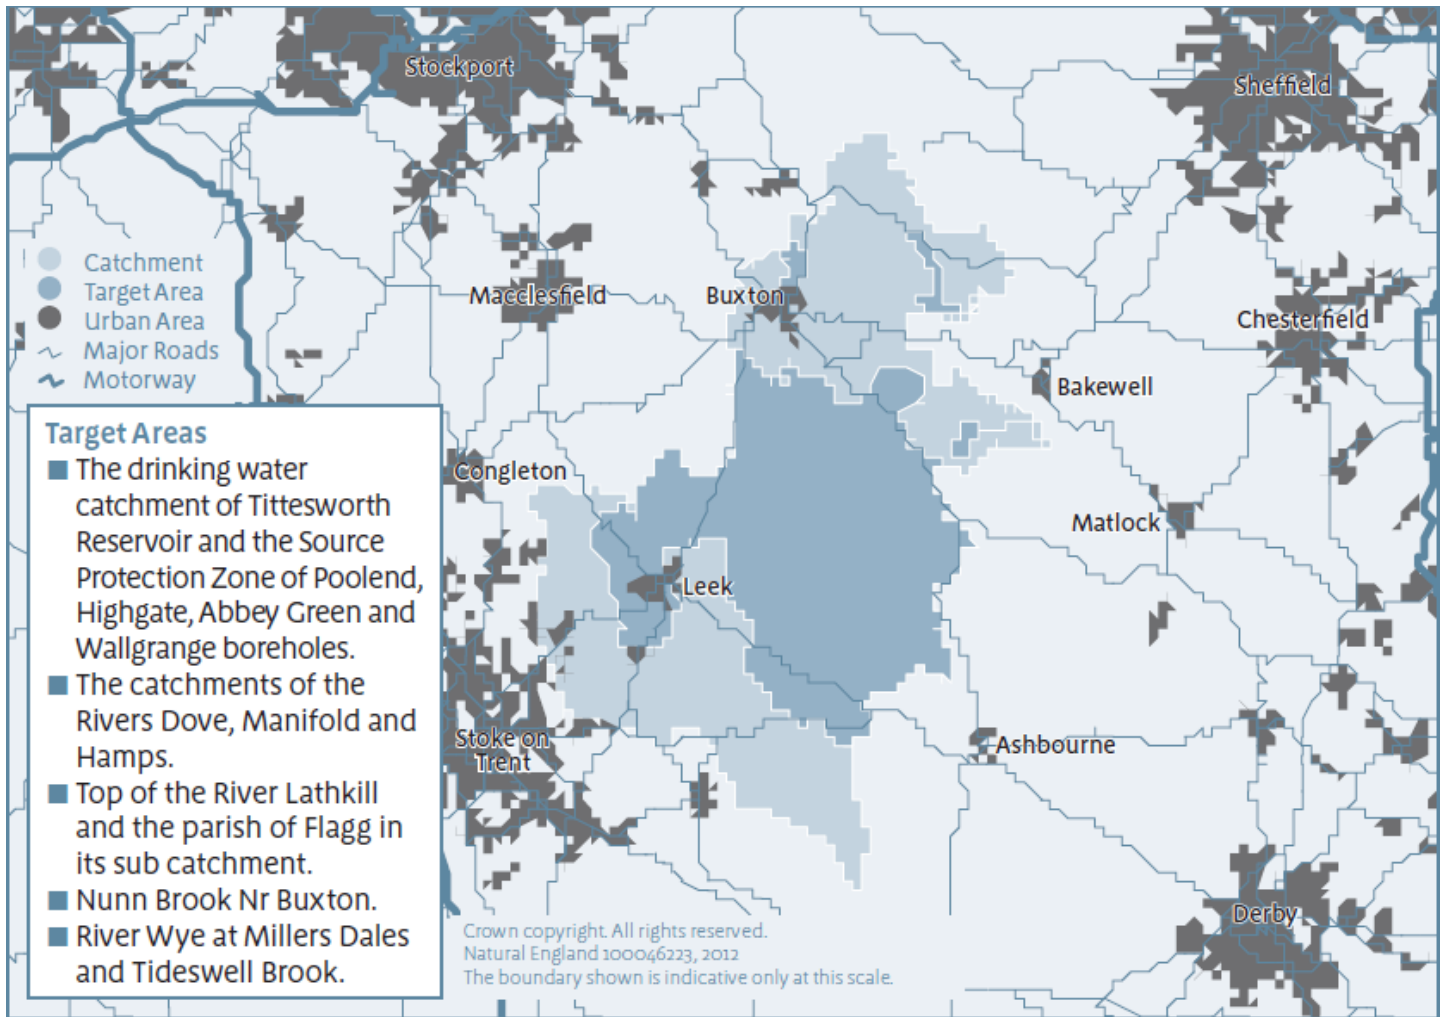 Stockport
Sheffield
Catchment
Target Area
Urban Area
Major Roads
Motorway
Macclesfield
Buxton
Chesterfield
Bakewell
Target Areas
The drinking water
catchment of Tittesworth
Reservoir and the Source
Protection Zone of Poolend,
Highgate, Abbey Green and
Wallgrange boreholes.
The catchments of the
Rivers Dove, Manifold and
Hamps.
Top of the River Lathkill
and the parish of Flagg in
its sub catchment.
Nunn Brook Nr Buxton.
River Wye at Millers Dales
and Tideswell Brook.
Congleton
Matlock
Leek
Stoke on
Trent
Ashbourne
Derby
Crown copyright. All rights reserved.
Natural England 100046223, 2012
The boundary shown is indicative only at this scale.